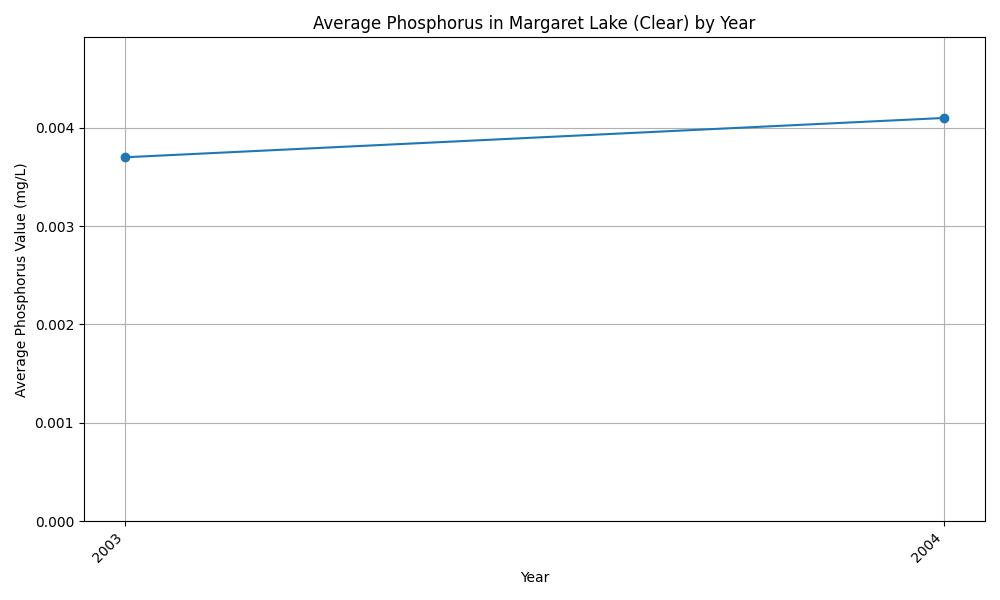 Average Phosphorus in Margaret Lake (Clear) by Year
Average Phosphorus Value (mg/L)
0.004
0.003
0.002
0.001
0.000
2003
2004
Year